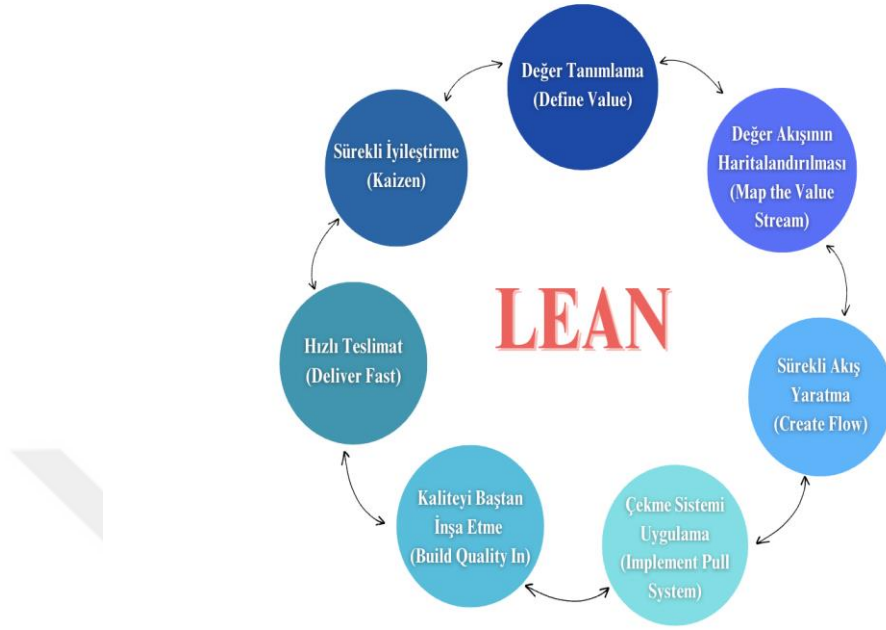 Değer Tanımlama
(Define Value)
Değer Akışının
Haritalandırılması
(Map the Value
Stream)
Sürekli Akış
Yaratma
(Create Flow)
Çekme Sistemi
Uygulama
(Implement Pull
System)
Kaliteyi Baştan
İnşa Etme
(Build Quality In)
Hızlı Teslimat
(Deliver Fast)
Sürekli İyileştirme
(Kaizen)
LEAN